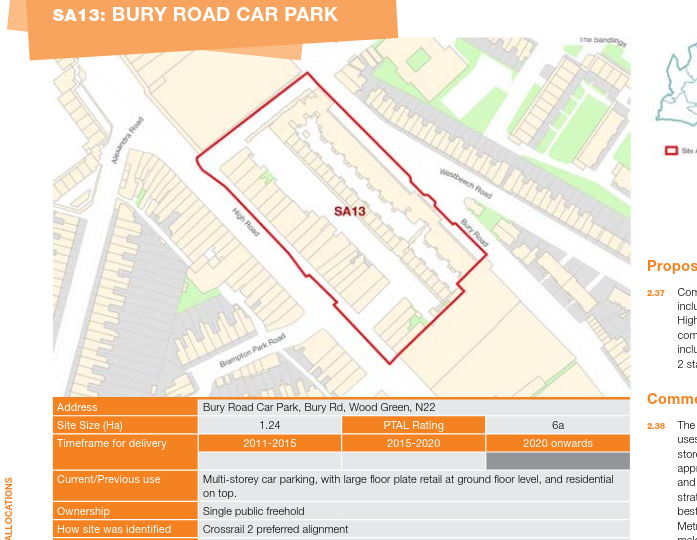 SA13: BURY ROAD CAR PARK
The Sandlings
Alexandra Road
Westbeech Road
SA13
High Road
Bury Road
Brampton Park Road
Site
Address Bury Road Car Park, Bury Rd, Wood Green, N22
Site Size (Ha) 1.24 PTAL Rating 6a
Timeframe for delivery 2011-2015 2015-2020 2020 onwards
Current/Previous use Multi-storey car parking, with large floor plate retail at ground floor level, and residential
on top.
Ownership Single public freehold
How site was identified Crossrail 2 preferred alignment
ALLOCATIONS
Propos
2.37 Com
inclu
High
com
inclu
2 sta
Comme
2.38 The
uses
store
appr
and
strat
best
Metr